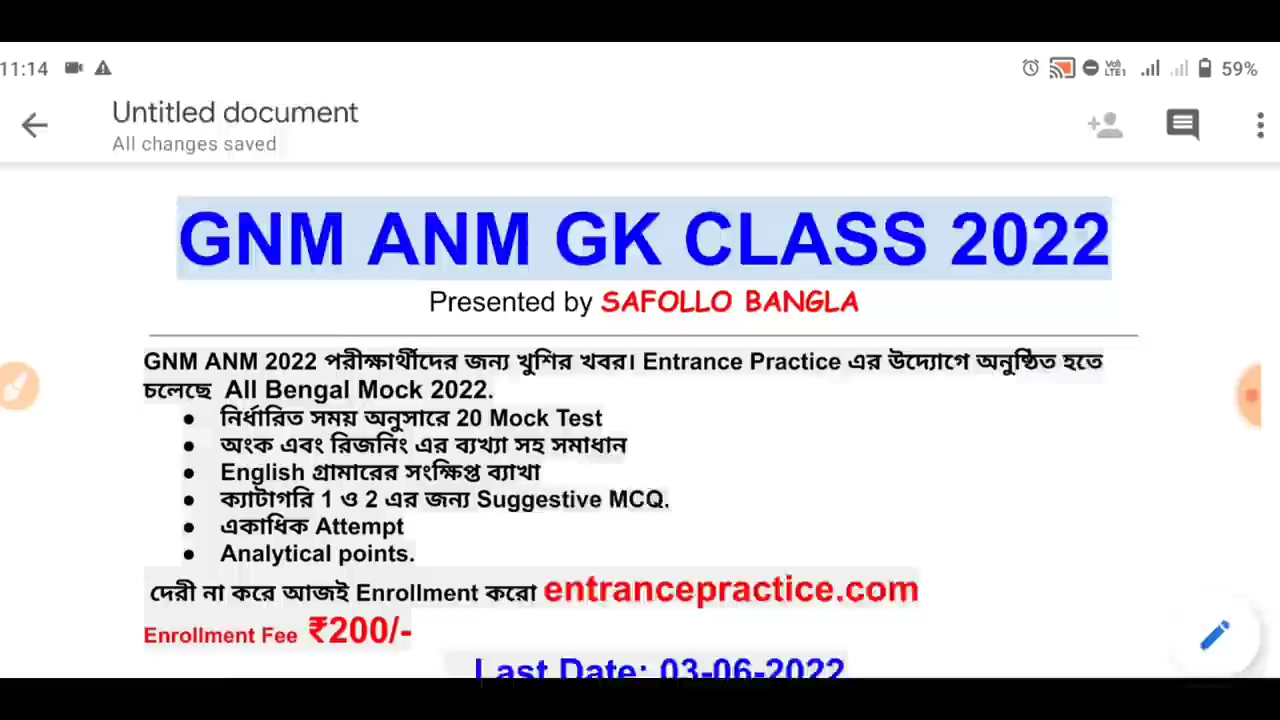 11:14
VoLTE1
59%
Untitled document
All changes saved
GNM ANM GK CLASS 2022
Presented by SAFOLLO BANGLA
GNM ANM 2022 পরীক্ষার্থীদের জন্য খুশির খবর। Entrance Practice এর উদ্যোগে অনুষ্ঠিত হতে
চলেছে All Bengal Mock 2022.
● নির্ধারিত সময় অনুসারে 20 Mock Test
● অংক এবং রিজনিং এর ব্যখ্যা সহ সমাধান
● English গ্রামারের সংক্ষিপ্ত ব্যাখা
● ক্যাটাগরি 1 ও 2 এর জন্য Suggestive MCQ.
● একাধিক Attempt
● Analytical points.
দেরী না করে আজই Enrollment করো entrancepractice.com
Enrollment Fee ₹200/-
Last Date: 03-06-2022